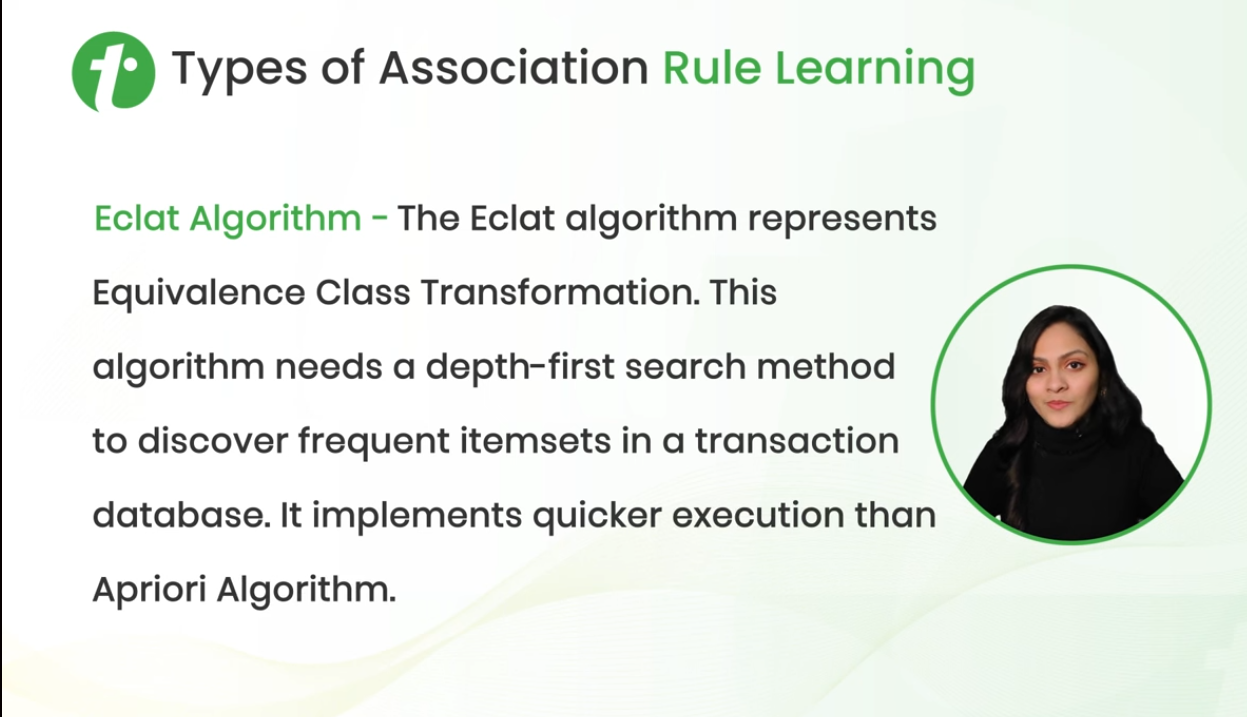 Types of Association Rule Learning
Eclat Algorithm - The Eclat algorithm represents
Equivalence Class Transformation. This
algorithm needs a depth-first search method
to discover frequent itemsets in a transaction
database. It implements quicker execution than
Apriori Algorithm.